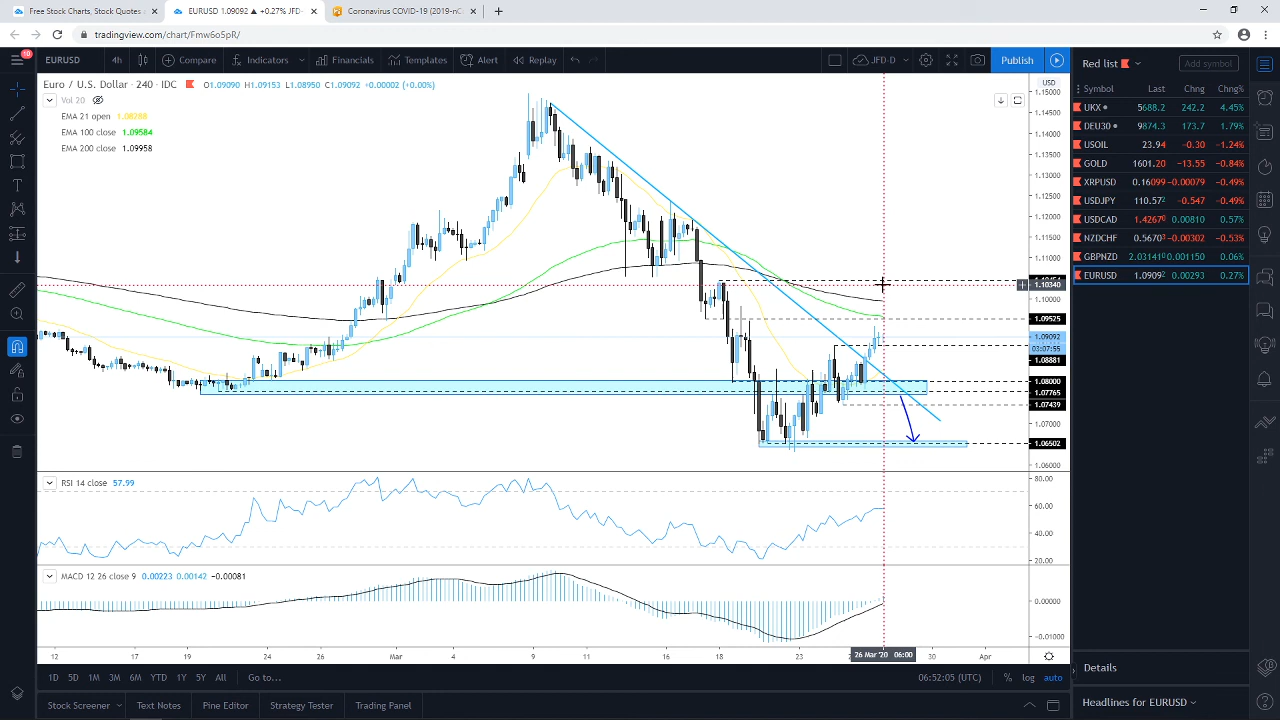 Free Stock Charts, Stock Quotes
EURUSD 1.09092 ▲ +0.27% JFD-
Coronavirus COVID-19 (2019-nC
tradingview.com/chart/Fmw6oSpR/
10
EURUSD 4h Compare Indicators Financials Templates Alert Replay JFD-D Publish
Red list Add symbol
Euro / U.S. Dollar · 240 · IDC O1.09090 H1.09153 L1.08950 C1.09092 +0.00002 (+0.00%)
Vol 20
EMA 21 open 1.08288
EMA 100 close 1.09584
EMA 200 close 1.09958
USD
1.15000
1.14500
1.14000
1.13500
1.13000
1.12500
1.12000
1.11500
1.11000
1.10340
1.10000
1.09525
1.09092
03:07:55
1.08881
1.08000
1.07765
1.07439
1.07000
1.06502
1.06000
RSI 14 close 57.99
80.00
60.00
40.00
20.00
MACD 12 26 close 9 0.00223 0.00142 −0.00081
0.00000
-0.01000
12 17 19 24 26 Mar 4 9 11 16 18 23 26 Mar '20 06:00 30 Apr
1D 5D 1M 3M 6M YTD 1Y 5Y All Go to... 06:52:05 (UTC) % log auto
Stock Screener Text Notes Pine Editor Strategy Tester Trading Panel
Symbol Last Chng Chng%
UKX 5688.2 242.2 4.45%
DEU30 9874.3 173.7 1.79%
USOIL 23.94 -0.30 -1.24%
GOLD 1601.20 -13.55 -0.84%
XRPUSD 0.16099 -0.00079 -0.49%
USDJPY 110.572 -0.547 -0.49%
USDCAD 1.42670 0.00810 0.57%
NZDCHF 0.56703 -0.00302 -0.53%
GBPNZD 2.03141 0.001150 0.06%
EURUSD 1.09092 0.00293 0.27%
Details
Headlines for EURUSD